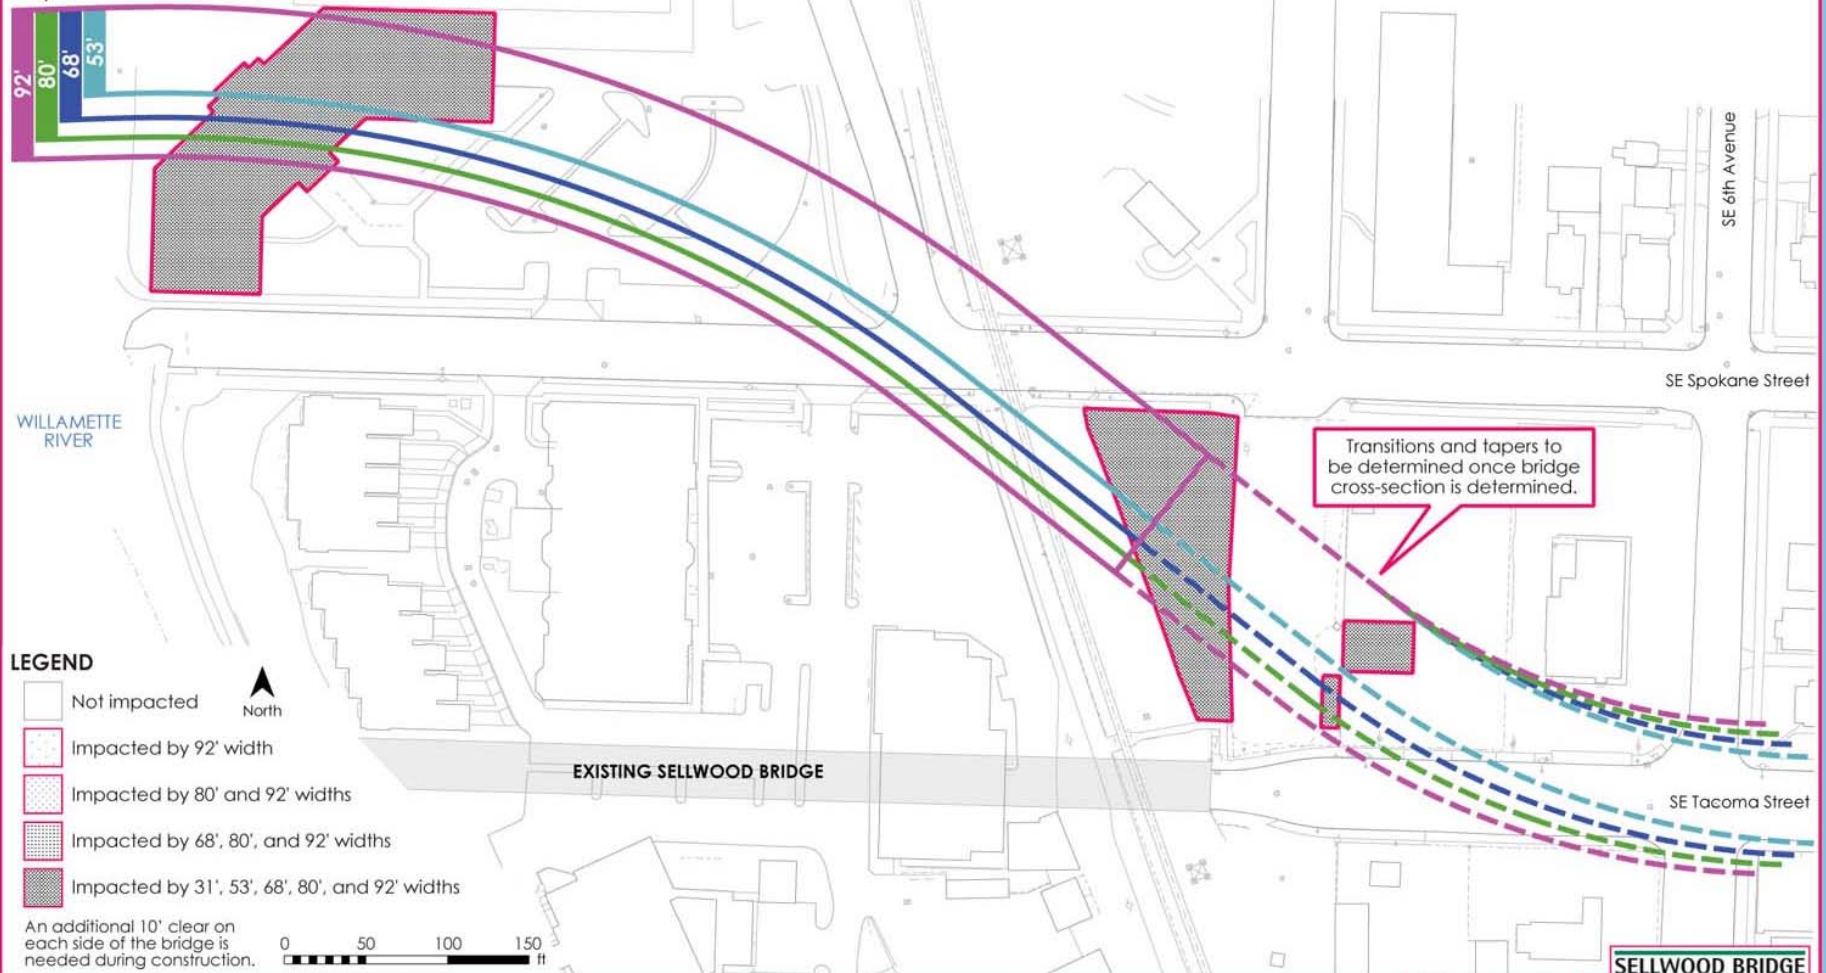 92'
80'
68'
53'
SE 6th Avenue
SE Spokane Street
WILLAMETTE
RIVER
Transitions and tapers to
be determined once bridge
cross-section is determined.
LEGEND
Not impacted
North
Impacted by 92' width
Impacted by 80' and 92' widths
Impacted by 68', 80', and 92' widths
Impacted by 31', 53', 68', 80', and 92' widths
EXISTING SELLWOOD BRIDGE
SE Tacoma Street
An additional 10' clear on
each side of the bridge is
needed during construction.
0 50 100 150
ft
SELLWOOD BRIDGE